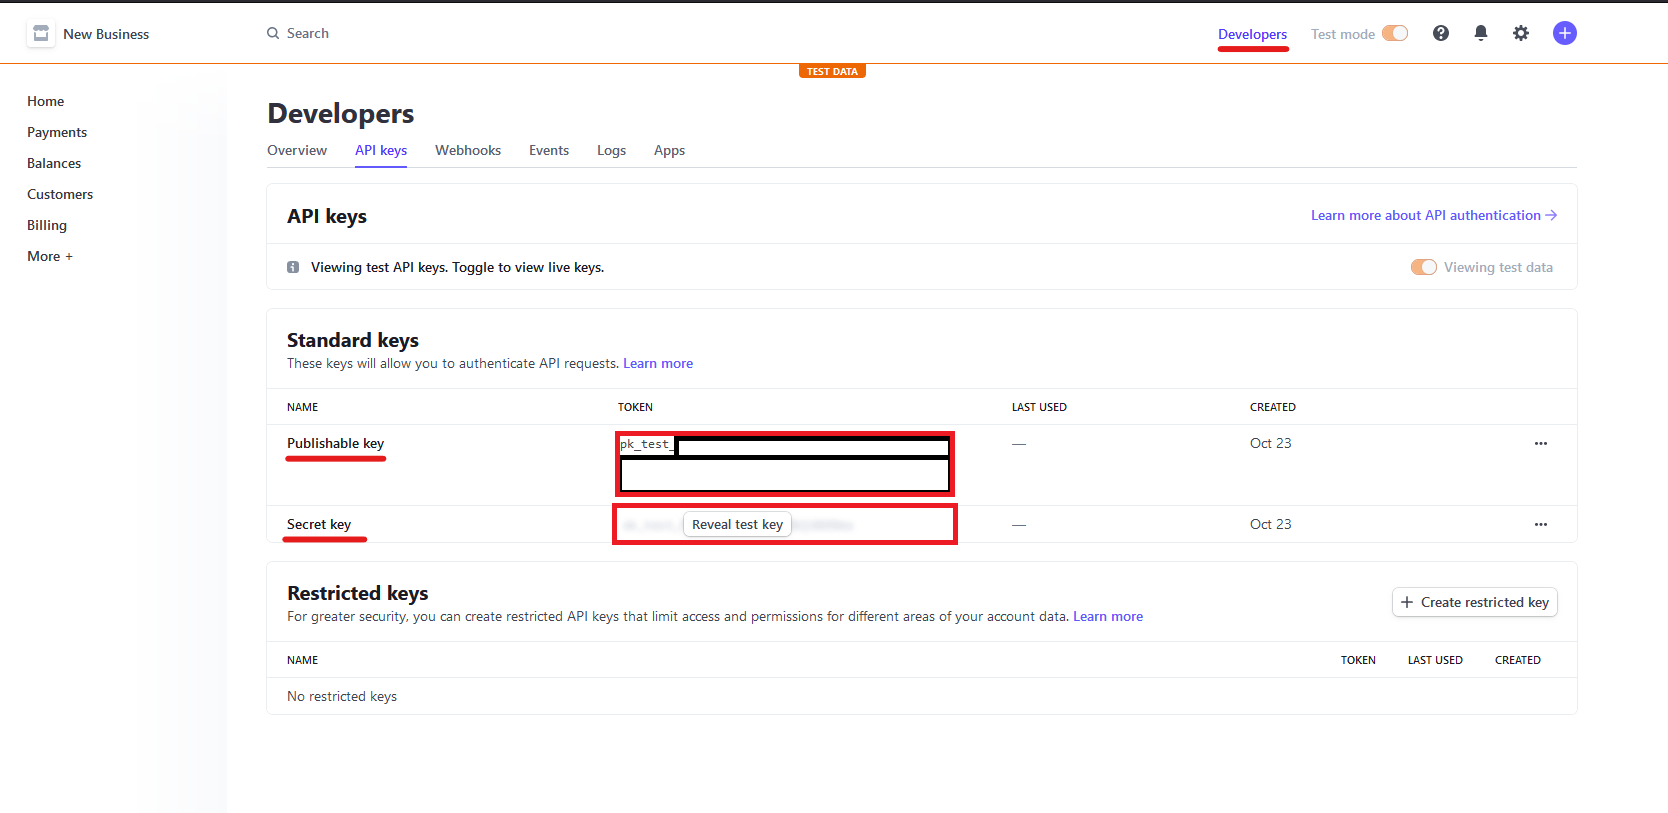 New Business
Search
Developers
Test mode
TEST DATA
Home
Payments
Balances
Customers
Billing
More +
Developers
Overview API keys Webhooks Events Logs Apps
API keys
Learn more about API authentication →
Viewing test API keys. Toggle to view live keys.
Viewing test data
Standard keys
These keys will allow you to authenticate API requests. Learn more
NAME TOKEN LAST USED CREATED
Publishable key pk_test_ — Oct 23 •••
Secret key Reveal test key — Oct 23 •••
Restricted keys
For greater security, you can create restricted API keys that limit access and permissions for different areas of your account data. Learn more
+ Create restricted key
NAME TOKEN LAST USED CREATED
No restricted keys